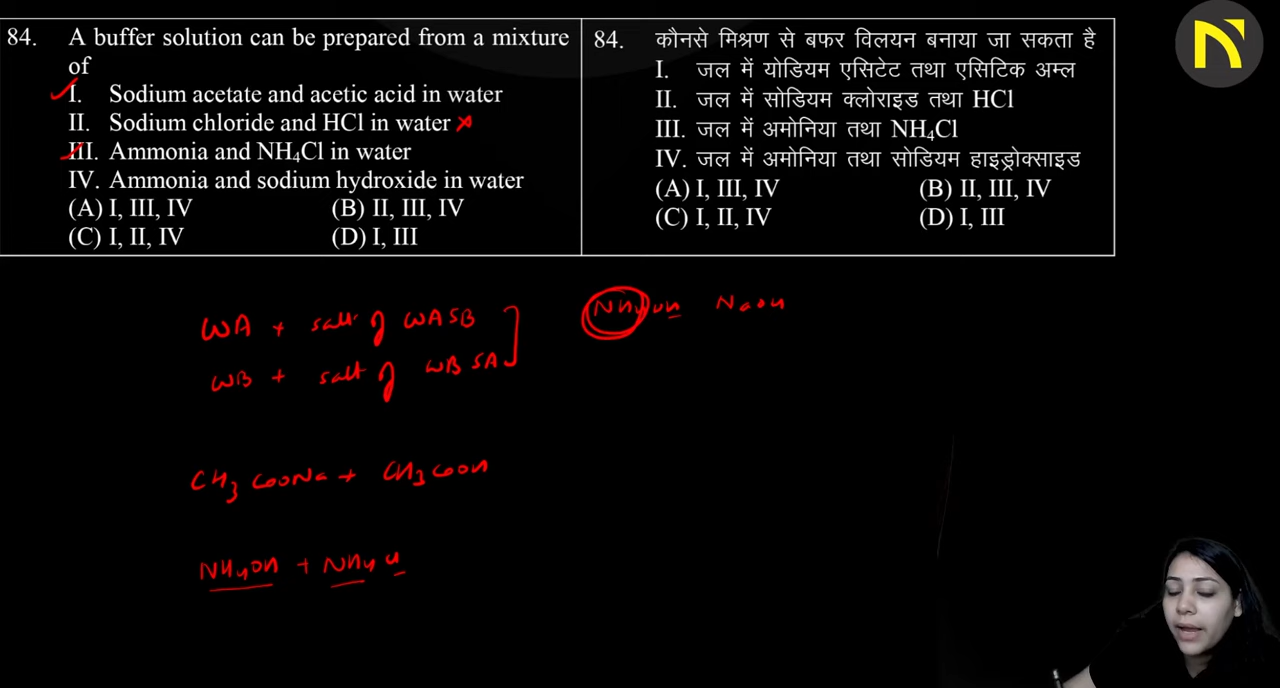 84. A buffer solution can be prepared from a mixture
of
I. Sodium acetate and acetic acid in water
II. Sodium chloride and HCl in water
III. Ammonia and NH₄Cl in water
IV. Ammonia and sodium hydroxide in water
(A) I, III, IV (B) II, III, IV
(C) I, II, IV (D) I, III
84. कौनसे मिश्रण से बफर विलयन बनाया जा सकता है
I. जल में योडियम एसिटेट तथा एसिटिक अम्ल
II. जल में सोडियम क्लोराइड तथा HCl
III. जल में अमोनिया तथा NH₄Cl
IV. जल में अमोनिया तथा सोडियम हाइड्रोक्साइड
(A) I, III, IV (B) II, III, IV
(C) I, II, IV (D) I, III
WA + salt of WASB
WB + salt of WBSA
NH₄OH NaOH
CH₃COONa + CH₃COOH
NH₄OH + NH₄Cl